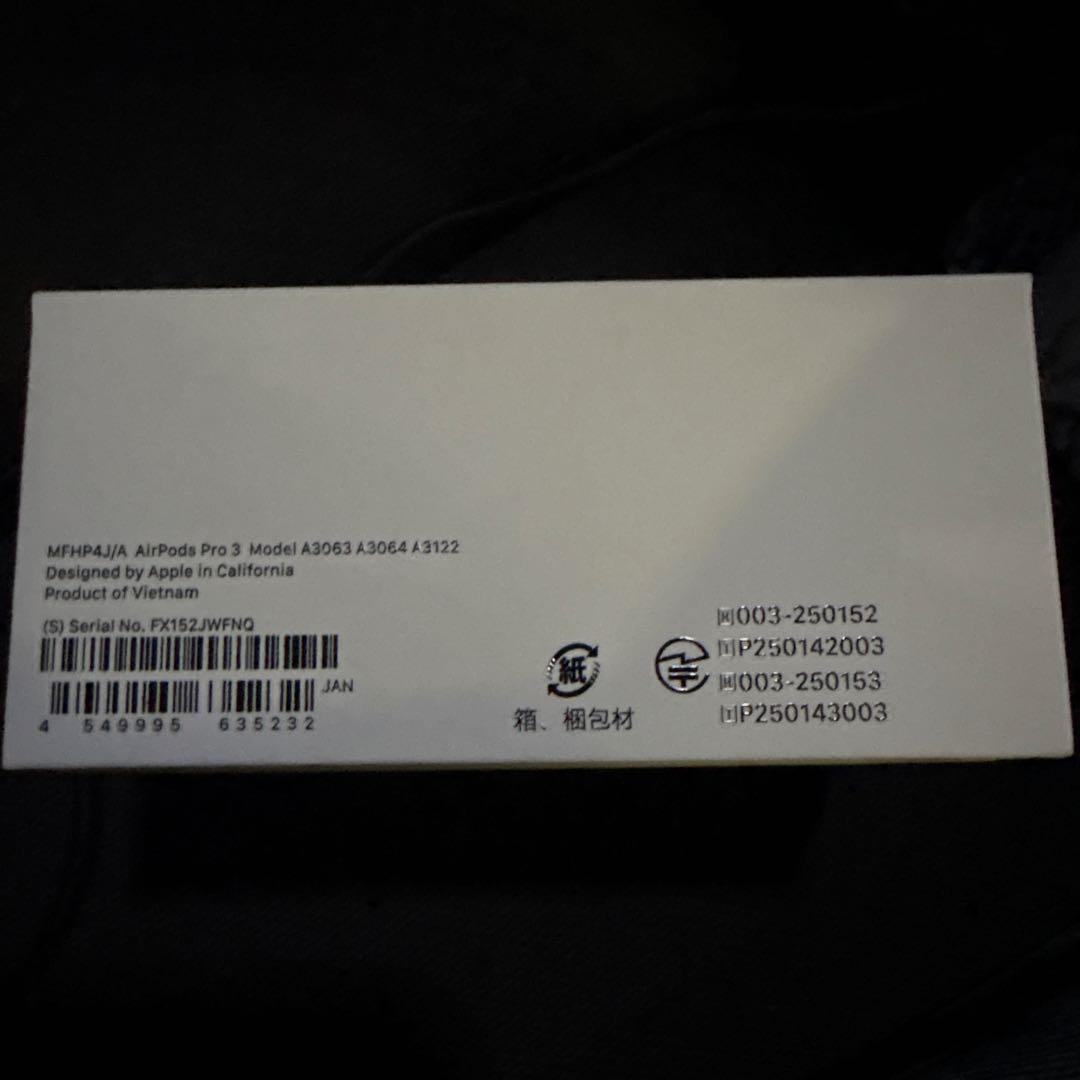 MFHP4J/A AirPods Pro 3 Model A3063 A3064 A3122
Designed by Apple in California
Product of Vietnam
(S) Serial No. FX152JWFNQ
JAN
4 549995 635232
紙
箱、梱包材
R 003-250152
T P250142003
R 003-250153
T P250143003